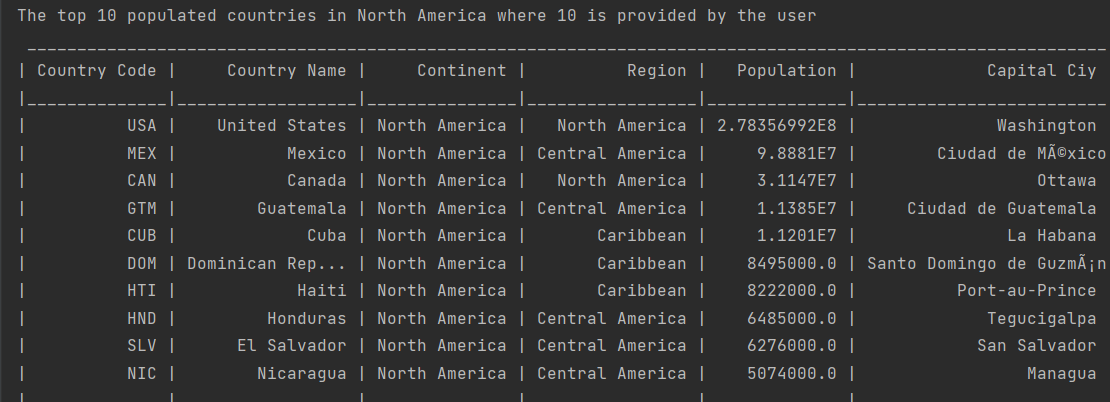 The top 10 populated countries in North America where 10 is provided by the user
| Country Code | Country Name | Continent | Region | Population | Capital Ciy
| USA | United States | North America | North America | 2.78356992E8 | Washington
| MEX | Mexico | North America | Central America | 9.8881E7 | Ciudad de México
| CAN | Canada | North America | North America | 3.1147E7 | Ottawa
| GTM | Guatemala | North America | Central America | 1.1385E7 | Ciudad de Guatemala
| CUB | Cuba | North America | Caribbean | 1.1201E7 | La Habana
| DOM | Dominican Rep... | North America | Caribbean | 8495000.0 | Santo Domingo de Guzmán
| HTI | Haiti | North America | Caribbean | 8222000.0 | Port-au-Prince
| HND | Honduras | North America | Central America | 6485000.0 | Tegucigalpa
| SLV | El Salvador | North America | Central America | 6276000.0 | San Salvador
| NIC | Nicaragua | North America | Central America | 5074000.0 | Managua